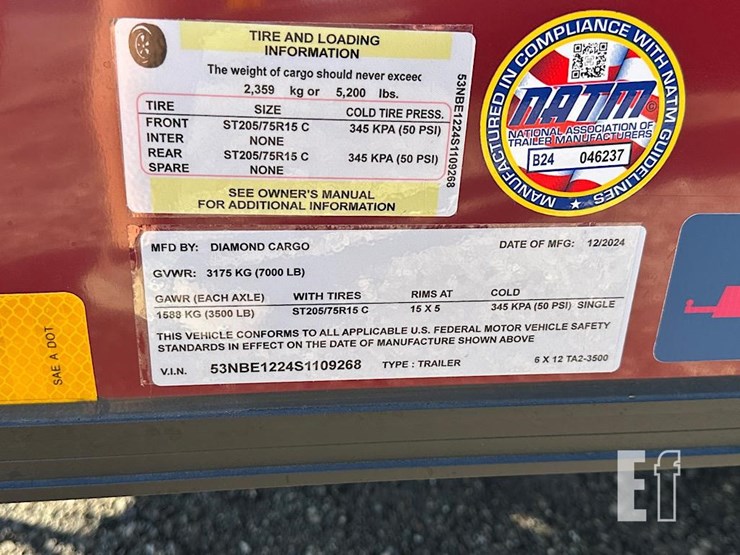 TIRE AND LOADING
INFORMATION
The weight of cargo should never exceed
2,359 kg or 5,200 lbs.
TIRE SIZE COLD TIRE PRESS.
FRONT ST205/75R15 C 345 KPA (50 PSI)
INTER NONE
REAR ST205/75R15 C 345 KPA (50 PSI)
SPARE NONE
SEE OWNER'S MANUAL
FOR ADDITIONAL INFORMATION
53NBE1224S1109268
MANUFACTURED IN COMPLIANCE WITH NATM GUIDELINES
NATM
NATIONAL ASSOCIATION OF
TRAILER MANUFACTURERS
B24 046237
MFD BY: DIAMOND CARGO DATE OF MFG: 12/2024
GVWR: 3175 KG (7000 LB)
GAWR (EACH AXLE) WITH TIRES RIMS AT COLD
1588 KG (3500 LB) ST205/75R15 C 15 X 5 345 KPA (50 PSI) SINGLE
THIS VEHICLE CONFORMS TO ALL APPLICABLE U.S. FEDERAL MOTOR VEHICLE SAFETY
STANDARDS IN EFFECT ON THE DATE OF MANUFACTURE SHOWN ABOVE
V.I.N. 53NBE1224S1109268 TYPE : TRAILER 6 X 12 TA2-3500
SAE A DOT
Ef